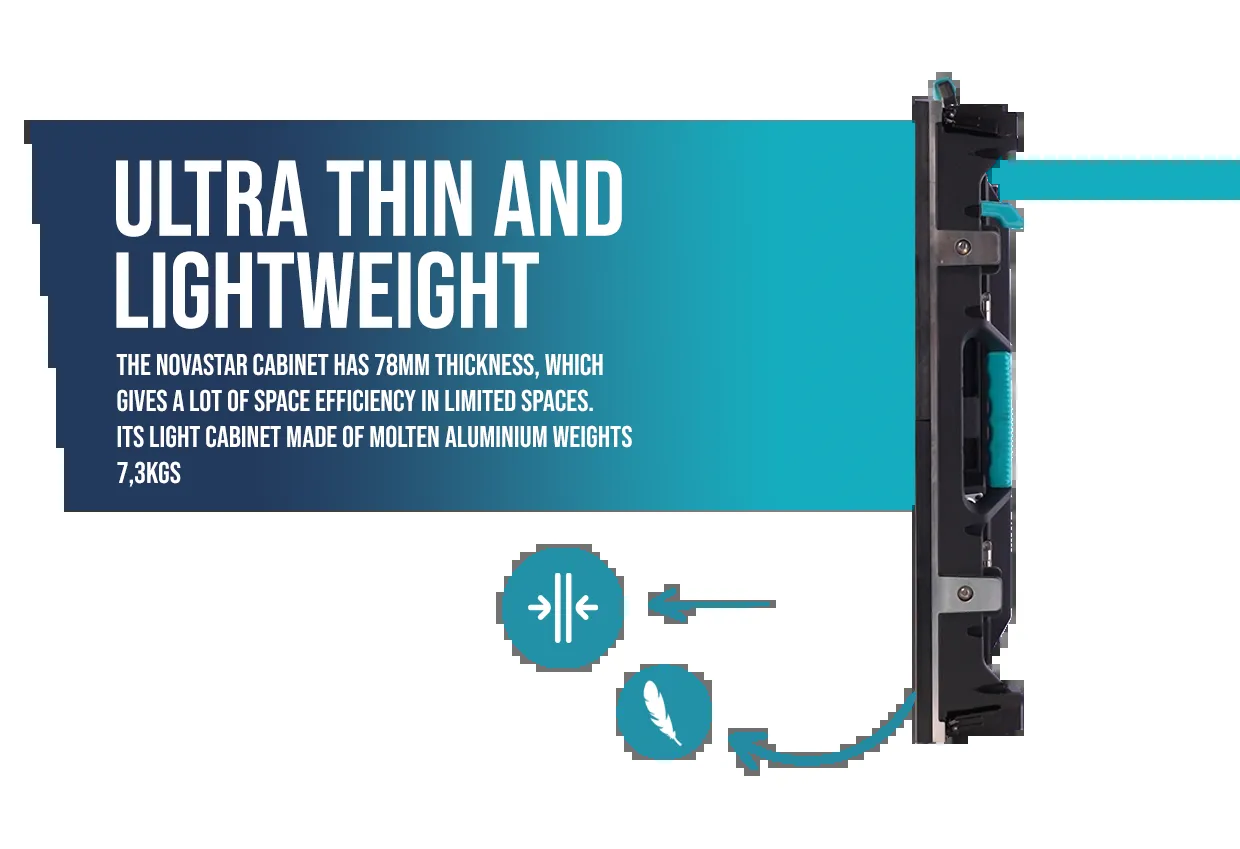 ULTRA THIN AND
LIGHTWEIGHT
THE NOVASTAR CABINET HAS 78MM THICKNESS, WHICH
GIVES A LOT OF SPACE EFFICIENCY IN LIMITED SPACES.
ITS LIGHT CABINET MADE OF MOLTEN ALUMINIUM WEIGHTS
7,3KGS